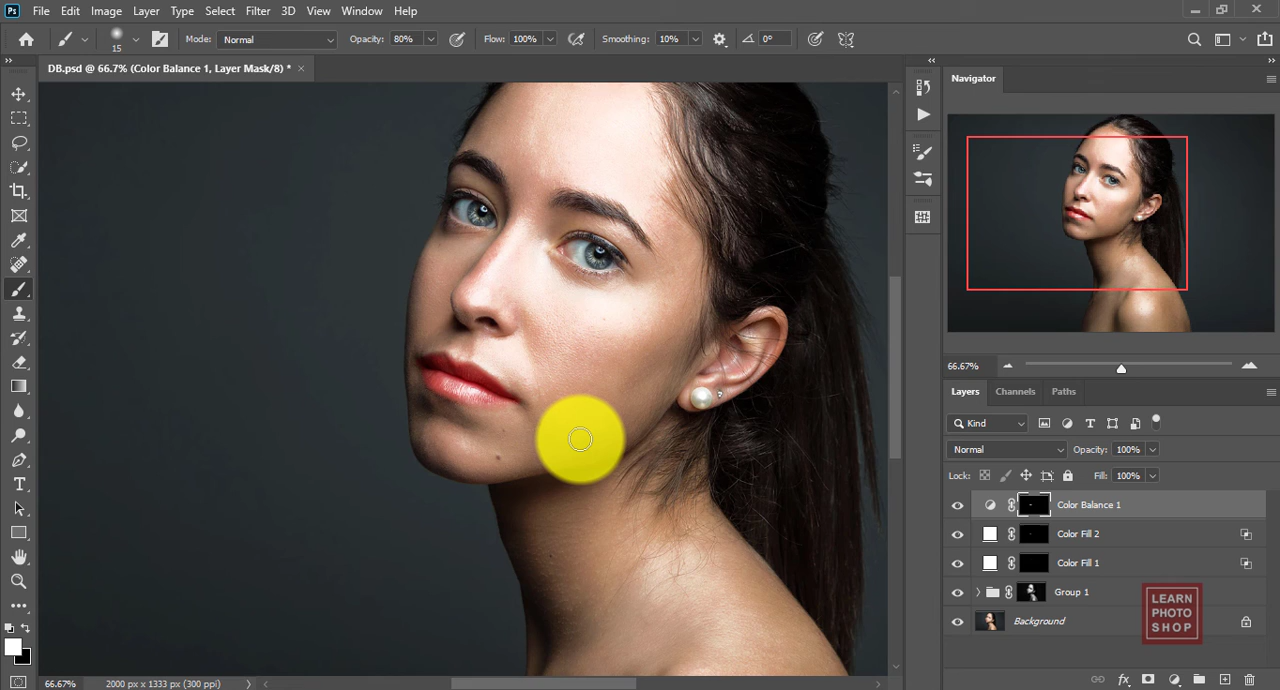 Ps File Edit Image Layer Type Select Filter 3D View Window Help
15 Mode: Normal Opacity: 80% Flow: 100% Smoothing: 10% 0°
DB.psd @ 66.7% (Color Balance 1, Layer Mask/8) * ×
Navigator
66.67%
Layers Channels Paths
Kind
Normal Opacity: 100%
Lock: Fill: 100%
Color Balance 1
Color Fill 2
Color Fill 1
Group 1
Background
LEARN
PHOTO
SHOP
66.67% 2000 px x 1333 px (300 ppi)